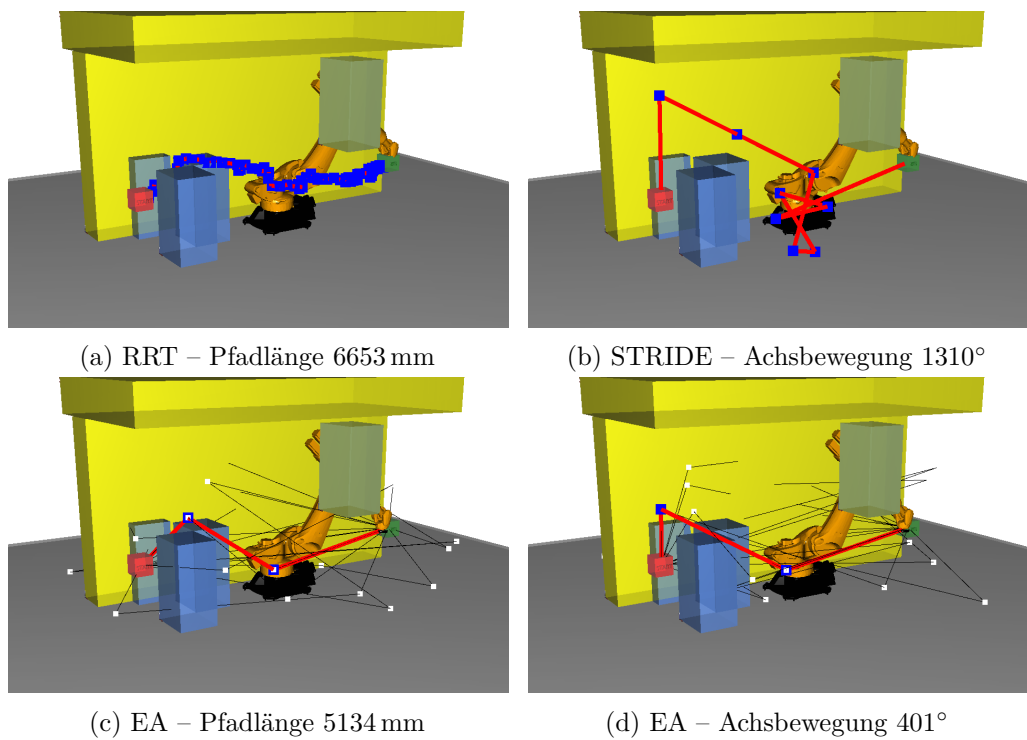 (a) RRT – Pfadlänge 6653 mm
(b) STRIDE – Achsbewegung 1310°
(c) EA – Pfadlänge 5134 mm
(d) EA – Achsbewegung 401°